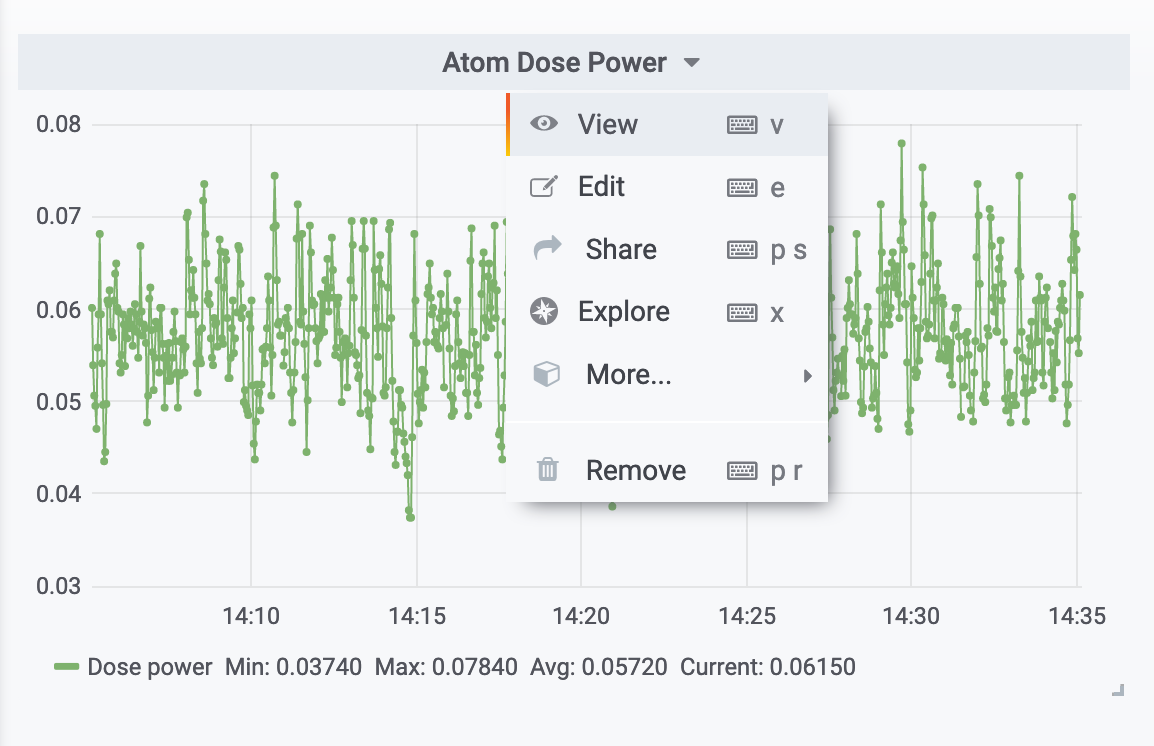 Atom Dose Power
View v
Edit e
Share p s
Explore x
More...
Remove p r
0.08
0.07
0.06
0.05
0.04
0.03
14:10 14:15 14:20 14:25 14:30 14:35
Dose power Min: 0.03740 Max: 0.07840 Avg: 0.05720 Current: 0.06150